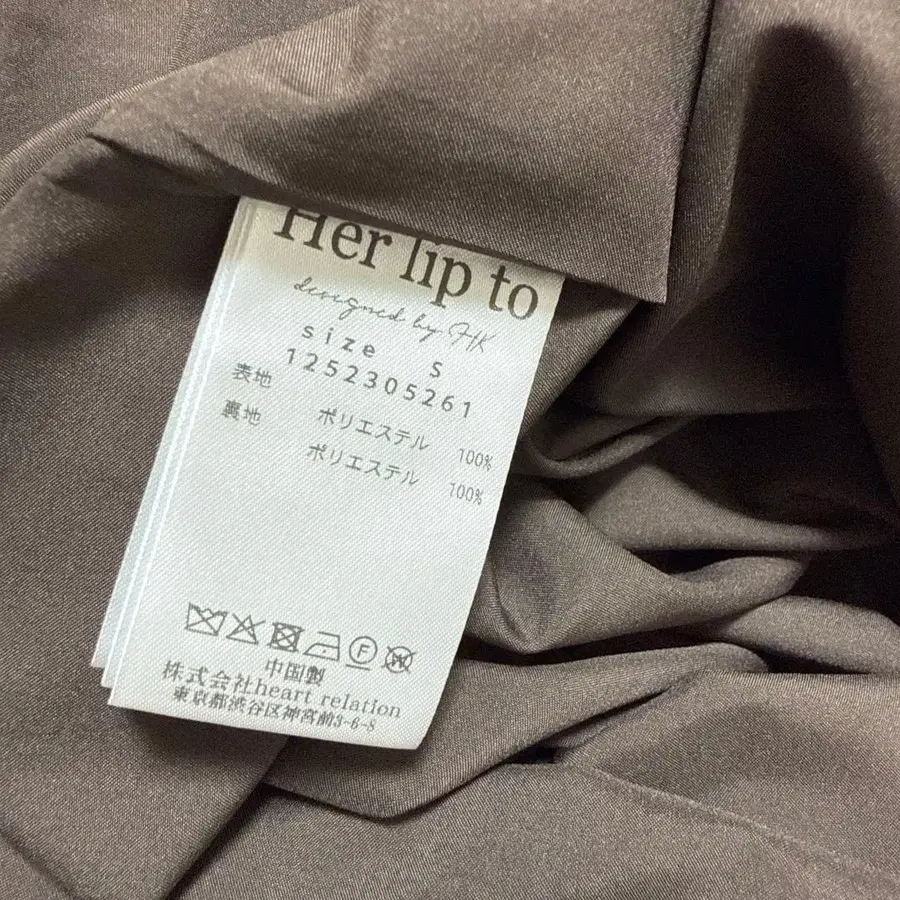 Her lip to
designed by HK
size S
1252305261
表地 ポリエステル 100%
裏地 ポリエステル 100%
F W
中国製
株式会社heart relation
東京都渋谷区神宮前3-6-8